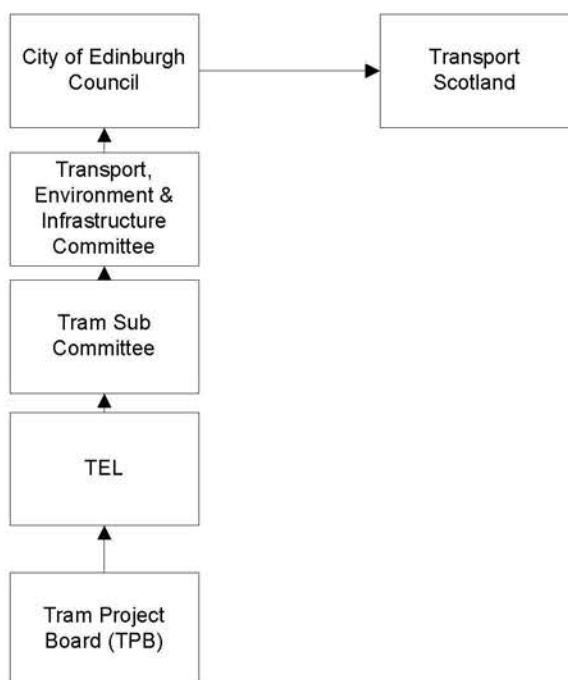 City of Edinburgh
Council
Transport
Scotland
Transport,
Environment &
Infrastructure
Committee
Tram Sub
Committee
TEL
Tram Project
Board (TPB)